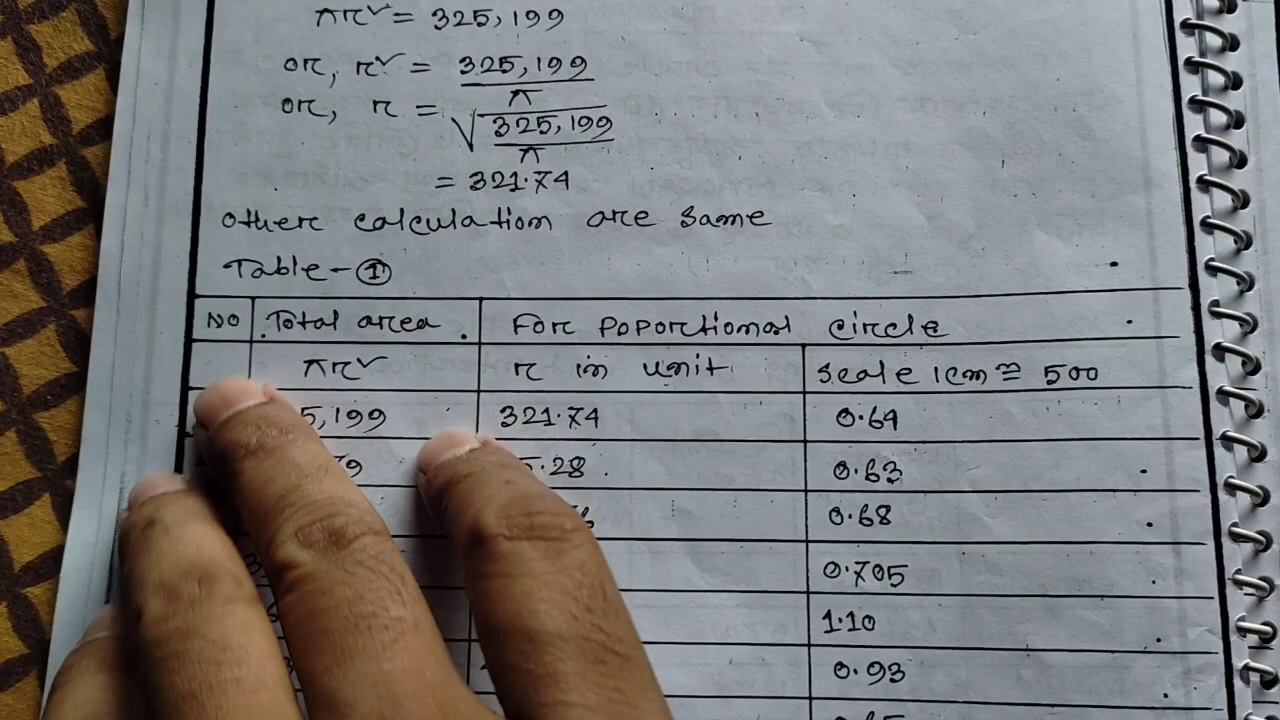 πr² = 325,199
or, r² = 325,199
π
or, r = √325,199
π
= 321.74
other calculation are same
Table - ①
No Total area For poportional circle
πr² r in unit scale 1cm ≅ 500
5,199 321.74 0.64
5.28 0.63
0.68
0.705
1.10
0.93